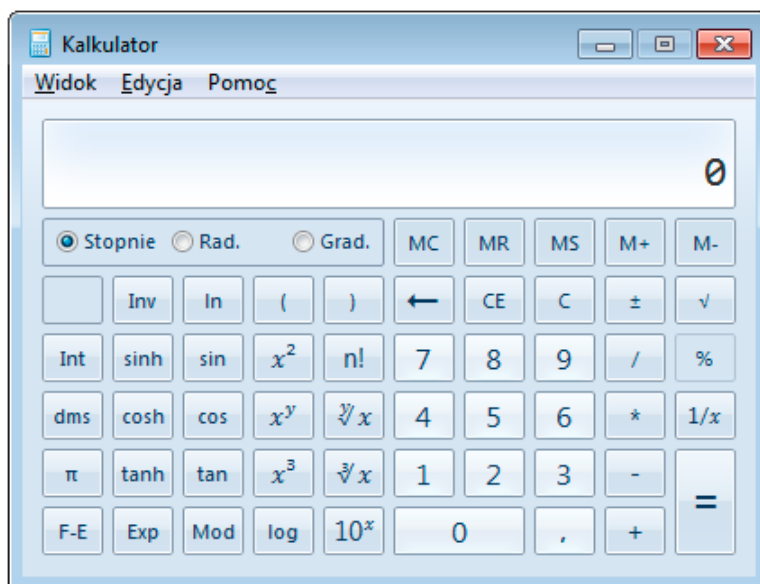 Kalkulator
Widok Edycja Pomoc
0
Stopnie Rad. Grad. MC MR MS M+ M-
Inv ln ( ) ← CE C ± √
Int sinh sin x² n! 7 8 9 / %
dms cosh cos xʸ ʸ√x 4 5 6 * 1/x
π tanh tan x³ ³√x 1 2 3 - =
F-E Exp Mod log 10ˣ 0 , +